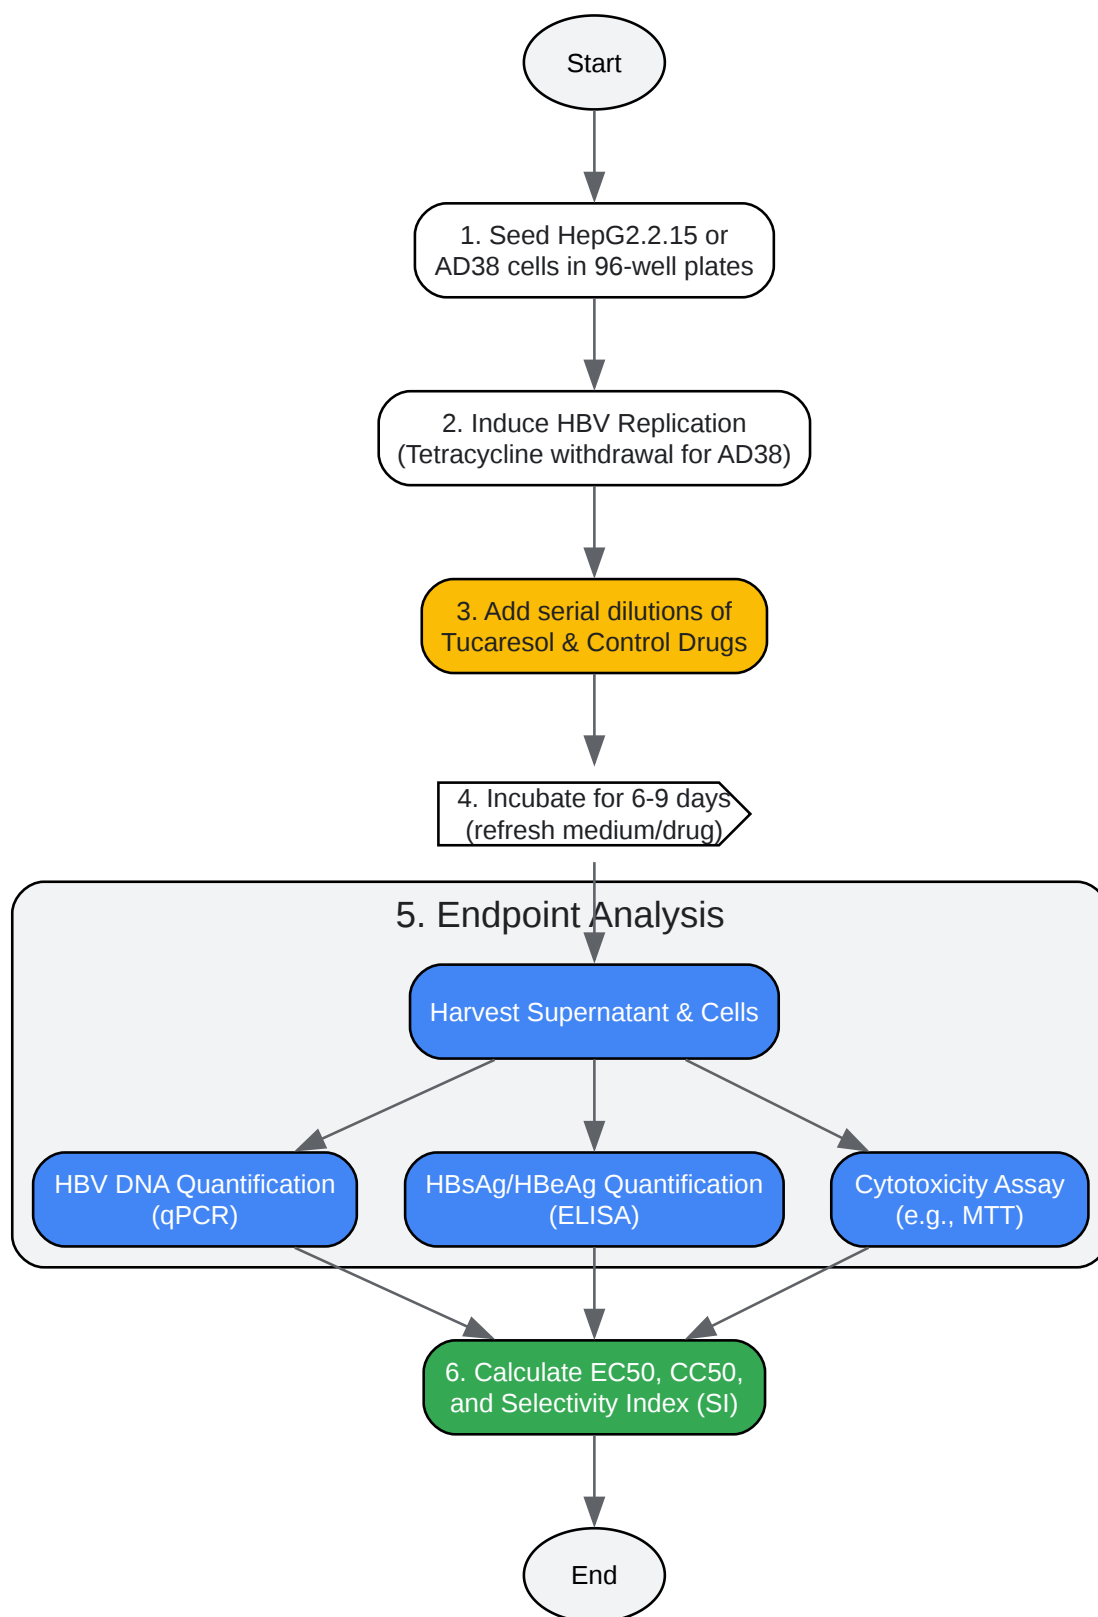 Start
1. Seed HepG2.2.15 or
AD38 cells in 96-well plates
2. Induce HBV Replication
(Tetracycline withdrawal for AD38)
3. Add serial dilutions of
Tucaresol & Control Drugs
4. Incubate for 6-9 days
(refresh medium/drug)
5. Endpoint Analysis
Harvest Supernatant & Cells
HBV DNA Quantification
(qPCR)
HBsAg/HBeAg Quantification
(ELISA)
Cytotoxicity Assay
(e.g., MTT)
6. Calculate EC50, CC50,
and Selectivity Index (SI)
End